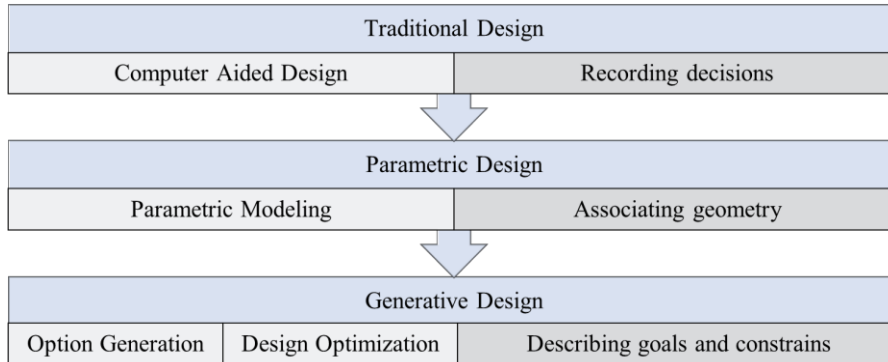 Traditional Design
Computer Aided Design
Recording decisions
Parametric Design
Parametric Modeling
Associating geometry
Generative Design
Option Generation
Design Optimization
Describing goals and constrains